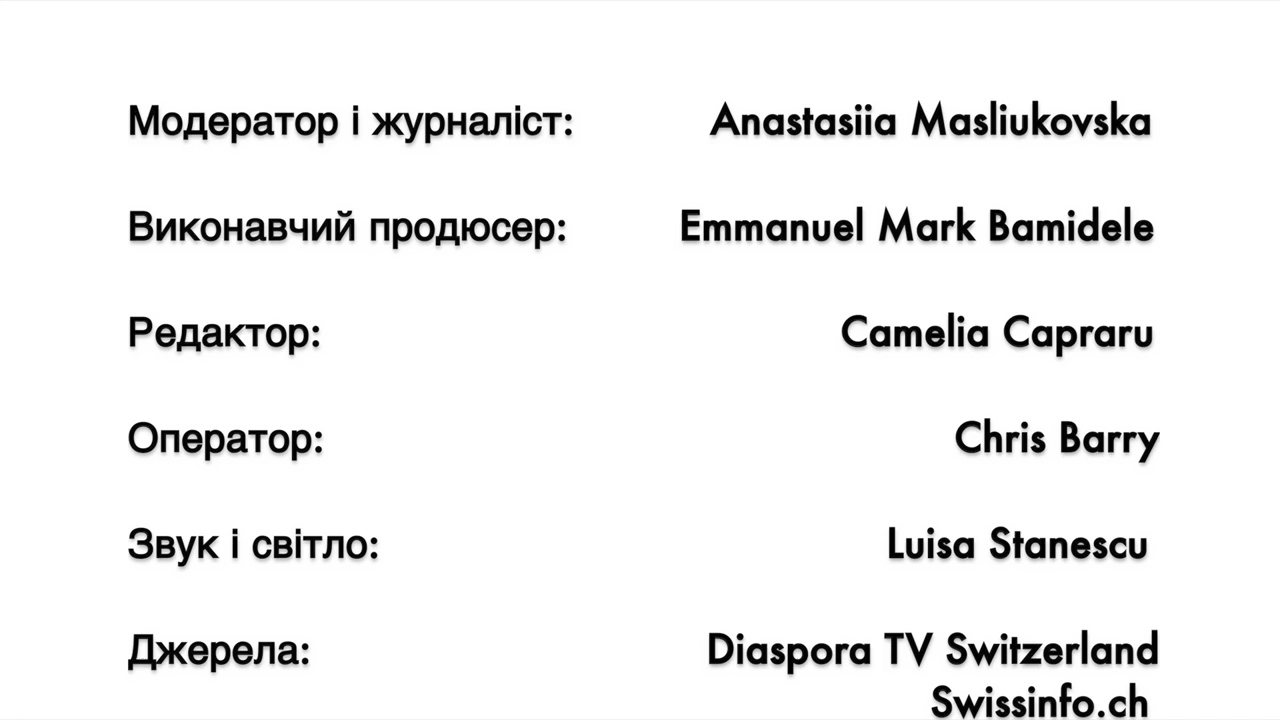 Модератор і журналіст: Anastasiia Masliukovska
Виконавчий продюсер: Emmanuel Mark Bamidele
Редактор: Camelia Capraru
Оператор: Chris Barry
Звук і світло: Luisa Stanescu
Джерела: Diaspora TV Switzerland
Swissinfo.ch